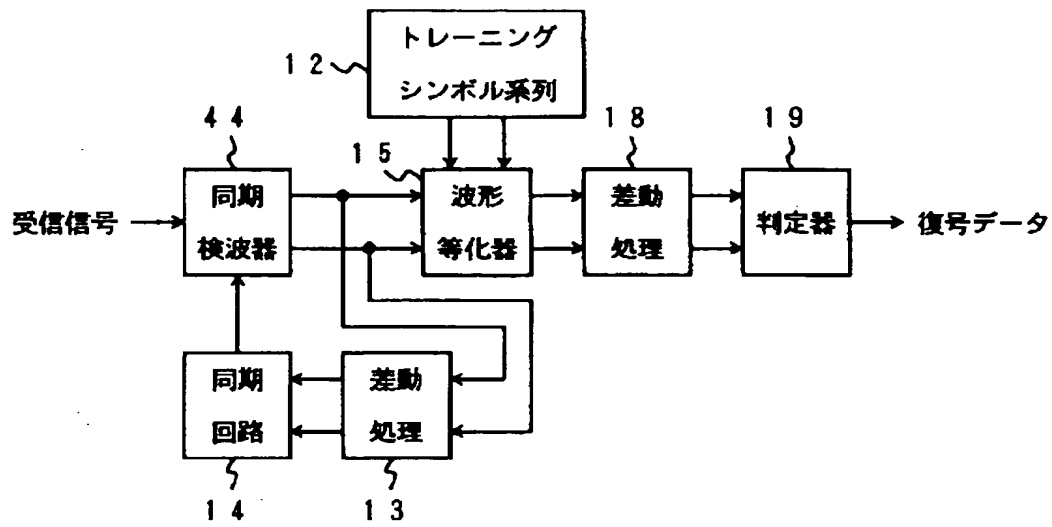 トレーニング
シンボル系列
12
44
15
18
19
受信信号
同期
検波器
波形
等化器
差動
処理
判定器
復号データ
同期
回路
差動
処理
14
13